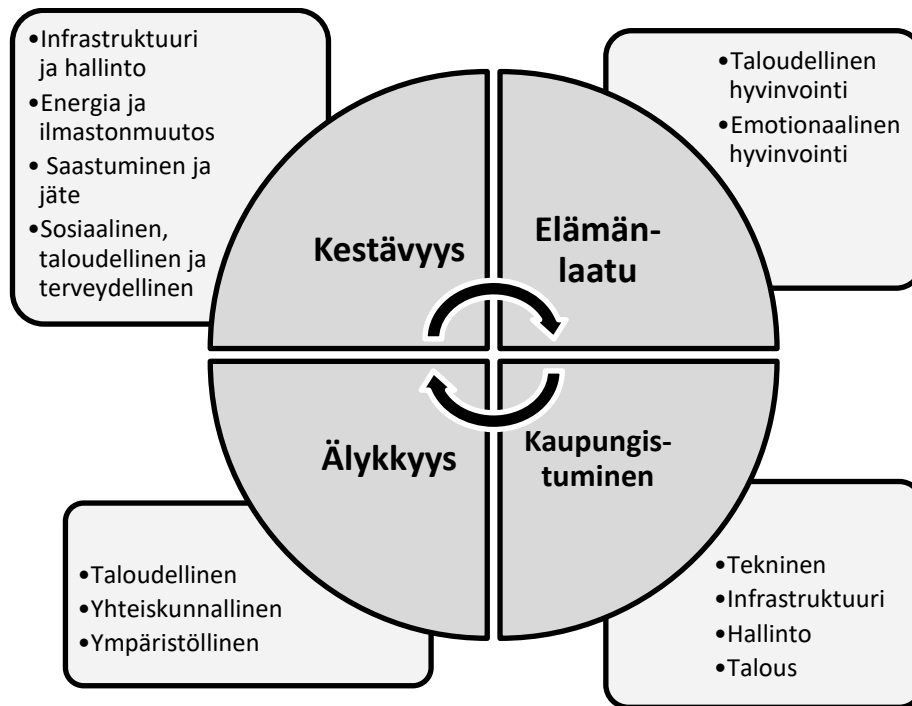 •Infrastruktuuri
ja hallinto
•Energia ja
ilmastonmuutos
• Saastuminen ja
jäte
•Sosiaalinen,
taloudellinen ja
terveydellinen
•Taloudellinen
hyvinvointi
•Emotionaalinen
hyvinvointi
Kestävyys
Elämän-
laatu
Älykkyys
Kaupungis-
tuminen
•Taloudellinen
•Yhteiskunnallinen
•Ympäristöllinen
•Tekninen
•Infrastruktuuri
•Hallinto
•Talous